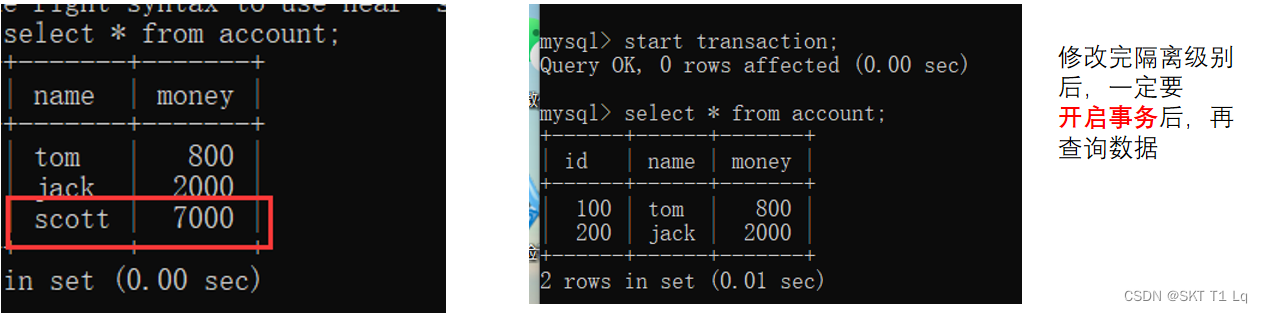 e right syntax to use near 's
select * from account;
+-------+-------+
| name | money |
+-------+-------+
| tom | 800 |
| jack | 2000 |
| scott | 7000 |
+-------+-------+
in set (0.00 sec)
mysql> start transaction;
Query OK, 0 rows affected (0.00 sec)
mysql> select * from account;
+------+------+-------+
| id | name | money |
+------+------+-------+
| 100 | tom | 800 |
| 200 | jack | 2000 |
+------+------+-------+
2 rows in set (0.01 sec)
修改完隔离级别
后，一定要
开启事务后，再
查询数据
CSDN @SKT T1 Lq